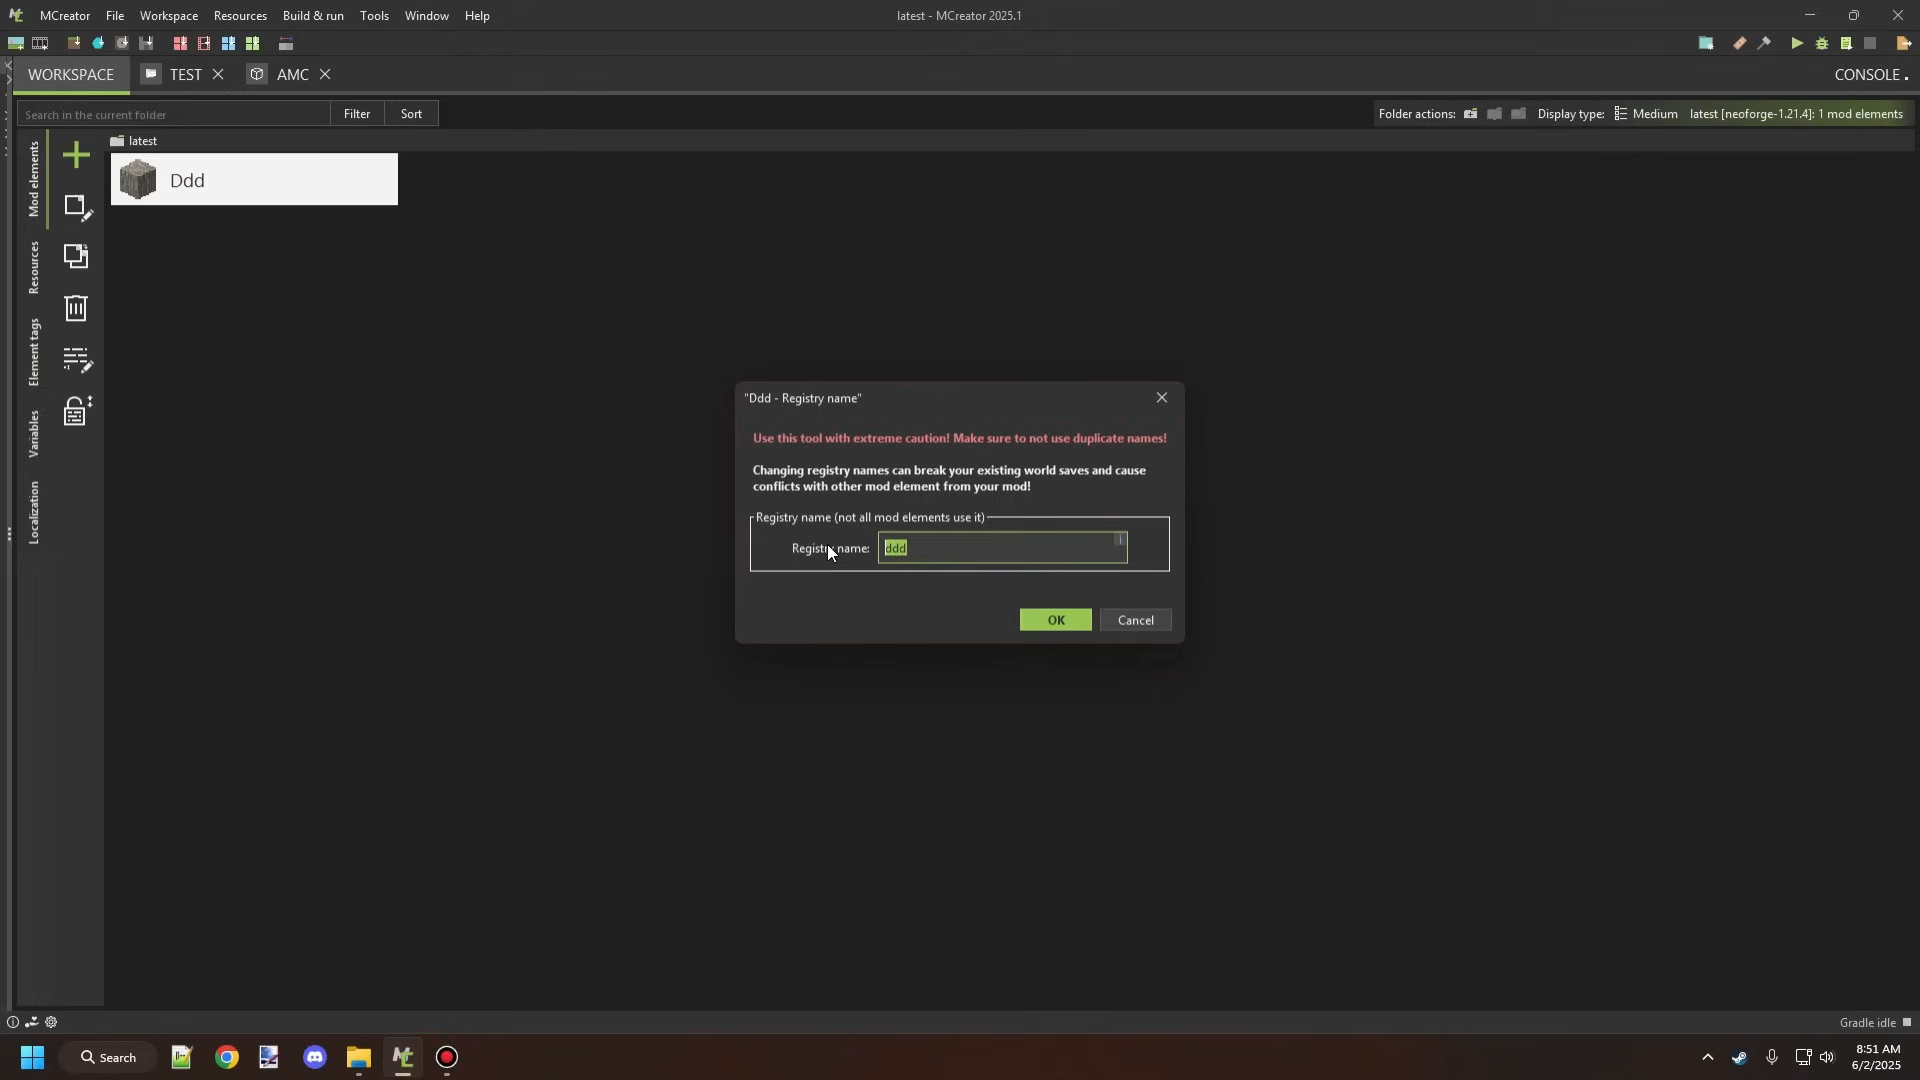 MCreator File Workspace Resources Build & run Tools Window Help
latest - MCreator 2025.1
WORKSPACE TEST AMC CONSOLE
Search in the current folder Filter Sort
Folder actions: Display type: Medium latest [neoforge-1.21.4]: 1 mod elements
latest
Ddd
Mod elements
Resources
Element tags
Variables
Localization
"Ddd - Registry name"
Use this tool with extreme caution! Make sure to not use duplicate names!
Changing registry names can break your existing world saves and cause
conflicts with other mod element from your mod!
Registry name (not all mod elements use it)
Registry name: ddd
OK Cancel
Gradle idle
Search
8:51 AM
6/2/2025